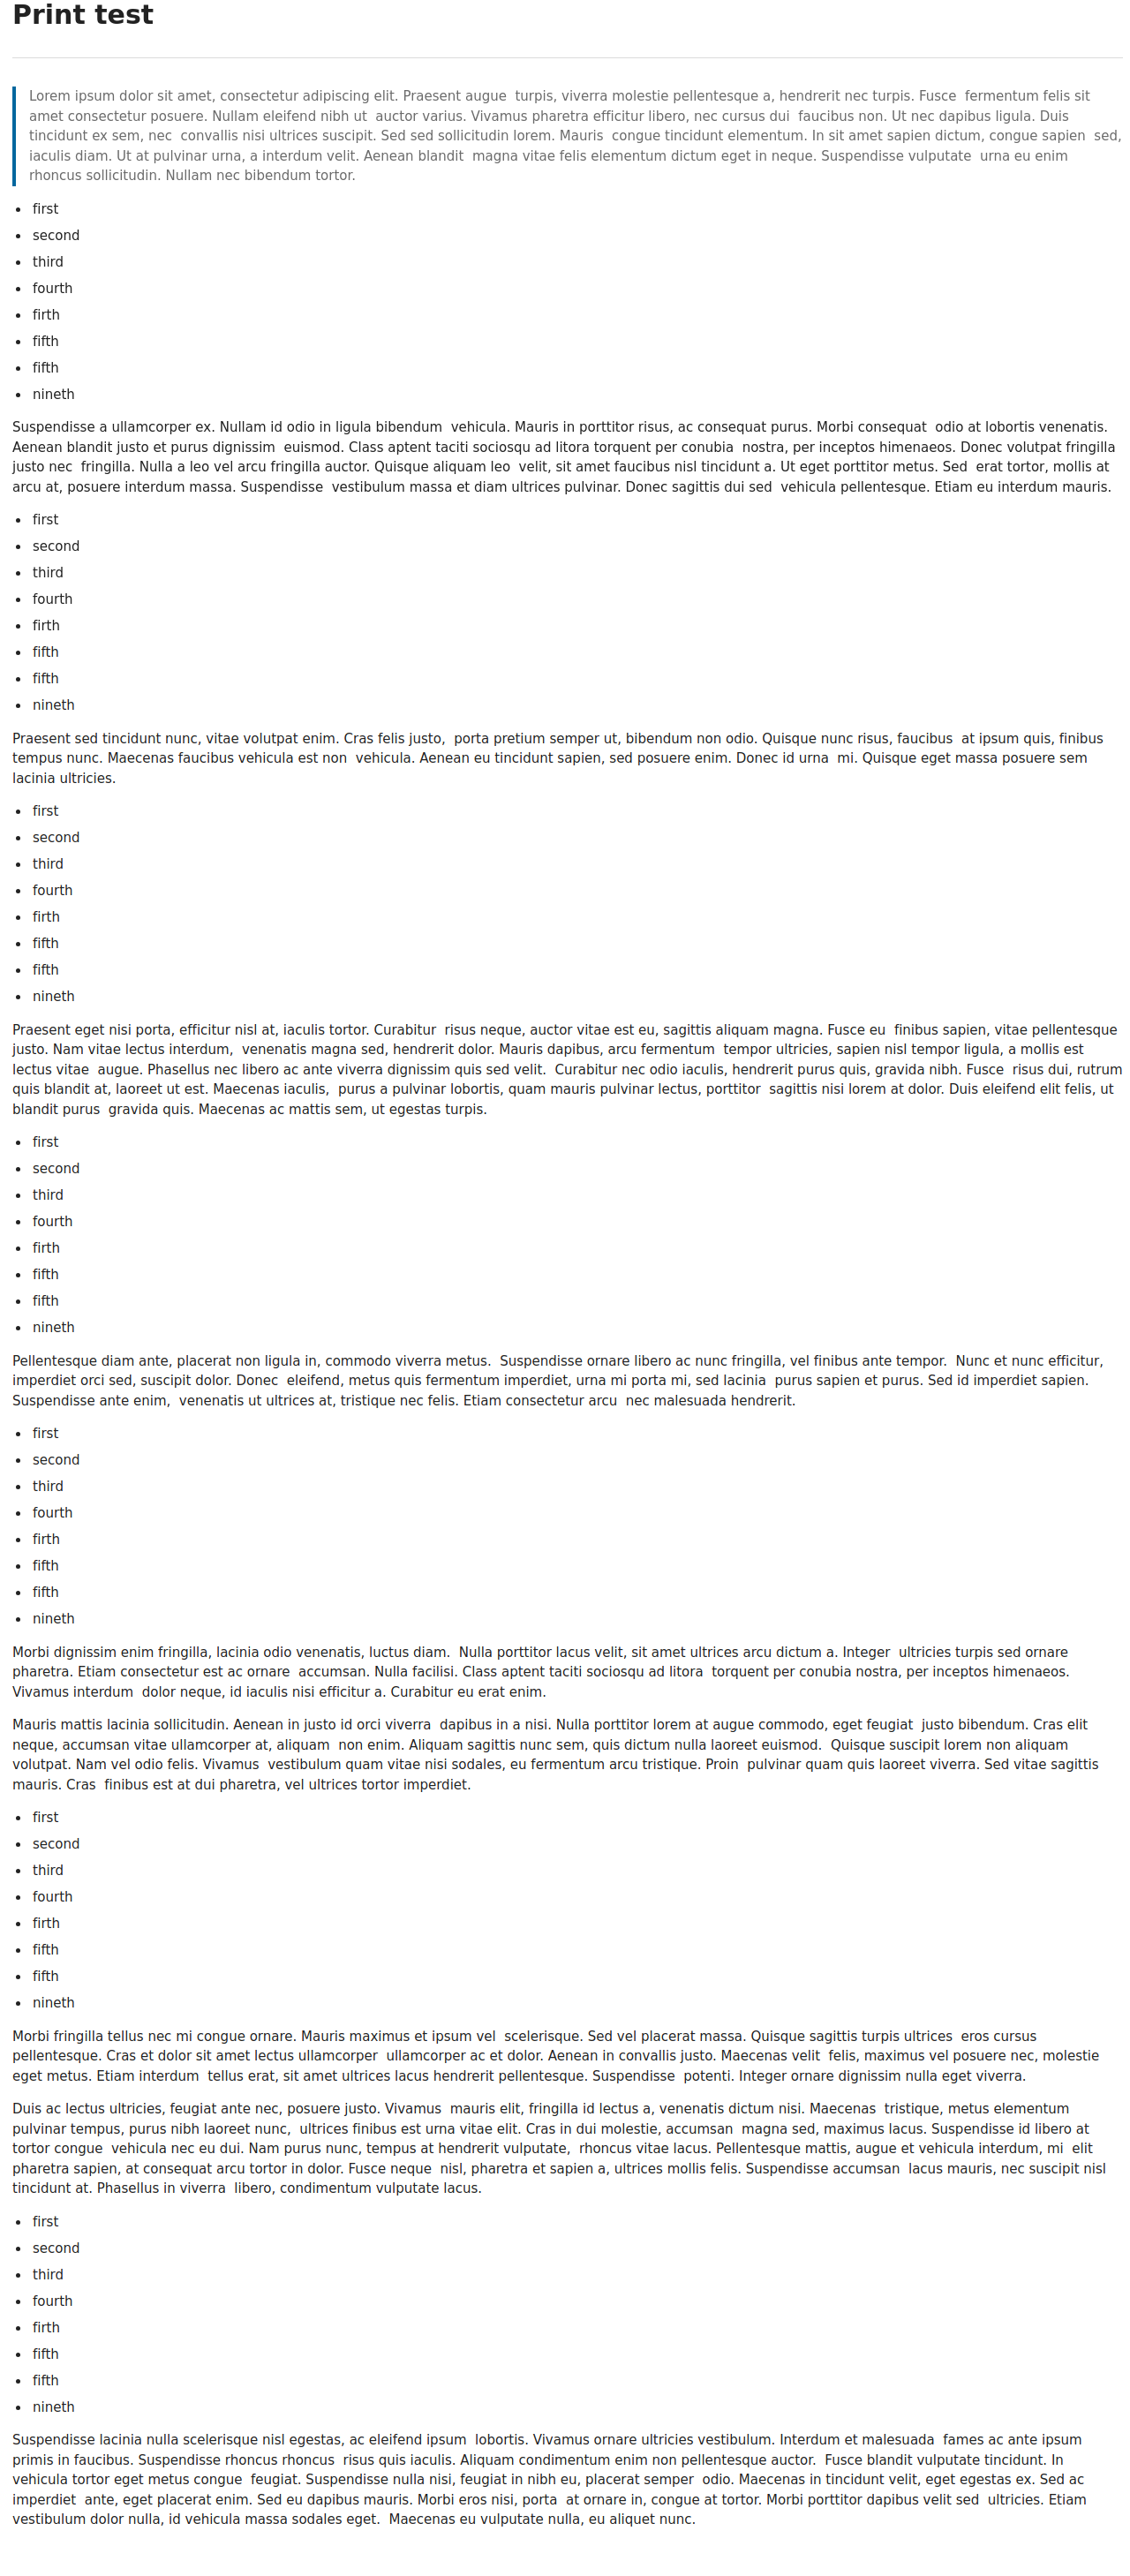 Print test
Lorem ipsum dolor sit amet, consectetur adipiscing elit. Praesent augue  turpis, viverra molestie pellentesque a, hendrerit nec turpis. Fusce  fermentum felis sit
amet consectetur posuere. Nullam eleifend nibh ut  auctor varius. Vivamus pharetra efficitur libero, nec cursus dui  faucibus non. Ut nec dapibus ligula. Duis
tincidunt ex sem, nec  convallis nisi ultrices suscipit. Sed sed sollicitudin lorem. Mauris  congue tincidunt elementum. In sit amet sapien dictum, congue sapien  sed,
iaculis diam. Ut at pulvinar urna, a interdum velit. Aenean blandit  magna vitae felis elementum dictum eget in neque. Suspendisse vulputate  urna eu enim
rhoncus sollicitudin. Nullam nec bibendum tortor.
• first
• second
• third
• fourth
• firth
• fifth
• fifth
• nineth
Suspendisse a ullamcorper ex. Nullam id odio in ligula bibendum  vehicula. Mauris in porttitor risus, ac consequat purus. Morbi consequat  odio at lobortis venenatis.
Aenean blandit justo et purus dignissim  euismod. Class aptent taciti sociosqu ad litora torquent per conubia  nostra, per inceptos himenaeos. Donec volutpat fringilla
justo nec  fringilla. Nulla a leo vel arcu fringilla auctor. Quisque aliquam leo  velit, sit amet faucibus nisl tincidunt a. Ut eget porttitor metus. Sed  erat tortor, mollis at
arcu at, posuere interdum massa. Suspendisse  vestibulum massa et diam ultrices pulvinar. Donec sagittis dui sed  vehicula pellentesque. Etiam eu interdum mauris.
• first
• second
• third
• fourth
• firth
• fifth
• fifth
• nineth
Praesent sed tincidunt nunc, vitae volutpat enim. Cras felis justo,  porta pretium semper ut, bibendum non odio. Quisque nunc risus, faucibus  at ipsum quis, finibus
tempus nunc. Maecenas faucibus vehicula est non  vehicula. Aenean eu tincidunt sapien, sed posuere enim. Donec id urna  mi. Quisque eget massa posuere sem
lacinia ultricies.
• first
• second
• third
• fourth
• firth
• fifth
• fifth
• nineth
Praesent eget nisi porta, efficitur nisl at, iaculis tortor. Curabitur  risus neque, auctor vitae est eu, sagittis aliquam magna. Fusce eu  finibus sapien, vitae pellentesque
justo. Nam vitae lectus interdum,  venenatis magna sed, hendrerit dolor. Mauris dapibus, arcu fermentum  tempor ultricies, sapien nisl tempor ligula, a mollis est
lectus vitae  augue. Phasellus nec libero ac ante viverra dignissim quis sed velit.  Curabitur nec odio iaculis, hendrerit purus quis, gravida nibh. Fusce  risus dui, rutrum
quis blandit at, laoreet ut est. Maecenas iaculis,  purus a pulvinar lobortis, quam mauris pulvinar lectus, porttitor  sagittis nisi lorem at dolor. Duis eleifend elit felis, ut
blandit purus  gravida quis. Maecenas ac mattis sem, ut egestas turpis.
• first
• second
• third
• fourth
• firth
• fifth
• fifth
• nineth
Pellentesque diam ante, placerat non ligula in, commodo viverra metus.  Suspendisse ornare libero ac nunc fringilla, vel finibus ante tempor.  Nunc et nunc efficitur,
imperdiet orci sed, suscipit dolor. Donec  eleifend, metus quis fermentum imperdiet, urna mi porta mi, sed lacinia  purus sapien et purus. Sed id imperdiet sapien.
Suspendisse ante enim,  venenatis ut ultrices at, tristique nec felis. Etiam consectetur arcu  nec malesuada hendrerit.
• first
• second
• third
• fourth
• firth
• fifth
• fifth
• nineth
Morbi dignissim enim fringilla, lacinia odio venenatis, luctus diam.  Nulla porttitor lacus velit, sit amet ultrices arcu dictum a. Integer  ultricies turpis sed ornare
pharetra. Etiam consectetur est ac ornare  accumsan. Nulla facilisi. Class aptent taciti sociosqu ad litora  torquent per conubia nostra, per inceptos himenaeos.
Vivamus interdum  dolor neque, id iaculis nisi efficitur a. Curabitur eu erat enim.
Mauris mattis lacinia sollicitudin. Aenean in justo id orci viverra  dapibus in a nisi. Nulla porttitor lorem at augue commodo, eget feugiat  justo bibendum. Cras elit
neque, accumsan vitae ullamcorper at, aliquam  non enim. Aliquam sagittis nunc sem, quis dictum nulla laoreet euismod.  Quisque suscipit lorem non aliquam
volutpat. Nam vel odio felis. Vivamus  vestibulum quam vitae nisi sodales, eu fermentum arcu tristique. Proin  pulvinar quam quis laoreet viverra. Sed vitae sagittis
mauris. Cras  finibus est at dui pharetra, vel ultrices tortor imperdiet.
• first
• second
• third
• fourth
• firth
• fifth
• fifth
• nineth
Morbi fringilla tellus nec mi congue ornare. Mauris maximus et ipsum vel  scelerisque. Sed vel placerat massa. Quisque sagittis turpis ultrices  eros cursus
pellentesque. Cras et dolor sit amet lectus ullamcorper  ullamcorper ac et dolor. Aenean in convallis justo. Maecenas velit  felis, maximus vel posuere nec, molestie
eget metus. Etiam interdum  tellus erat, sit amet ultrices lacus hendrerit pellentesque. Suspendisse  potenti. Integer ornare dignissim nulla eget viverra.
Duis ac lectus ultricies, feugiat ante nec, posuere justo. Vivamus  mauris elit, fringilla id lectus a, venenatis dictum nisi. Maecenas  tristique, metus elementum
pulvinar tempus, purus nibh laoreet nunc,  ultrices finibus est urna vitae elit. Cras in dui molestie, accumsan  magna sed, maximus lacus. Suspendisse id libero at
tortor congue  vehicula nec eu dui. Nam purus nunc, tempus at hendrerit vulputate,  rhoncus vitae lacus. Pellentesque mattis, augue et vehicula interdum, mi  elit
pharetra sapien, at consequat arcu tortor in dolor. Fusce neque  nisl, pharetra et sapien a, ultrices mollis felis. Suspendisse accumsan  lacus mauris, nec suscipit nisl
tincidunt at. Phasellus in viverra  libero, condimentum vulputate lacus.
• first
• second
• third
• fourth
• firth
• fifth
• fifth
• nineth
Suspendisse lacinia nulla scelerisque nisl egestas, ac eleifend ipsum  lobortis. Vivamus ornare ultricies vestibulum. Interdum et malesuada  fames ac ante ipsum
primis in faucibus. Suspendisse rhoncus rhoncus  risus quis iaculis. Aliquam condimentum enim non pellentesque auctor.  Fusce blandit vulputate tincidunt. In
vehicula tortor eget metus congue  feugiat. Suspendisse nulla nisi, feugiat in nibh eu, placerat semper  odio. Maecenas in tincidunt velit, eget egestas ex. Sed ac
imperdiet  ante, eget placerat enim. Sed eu dapibus mauris. Morbi eros nisi, porta  at ornare in, congue at tortor. Morbi porttitor dapibus velit sed  ultricies. Etiam
vestibulum dolor nulla, id vehicula massa sodales eget.  Maecenas eu vulputate nulla, eu aliquet nunc.